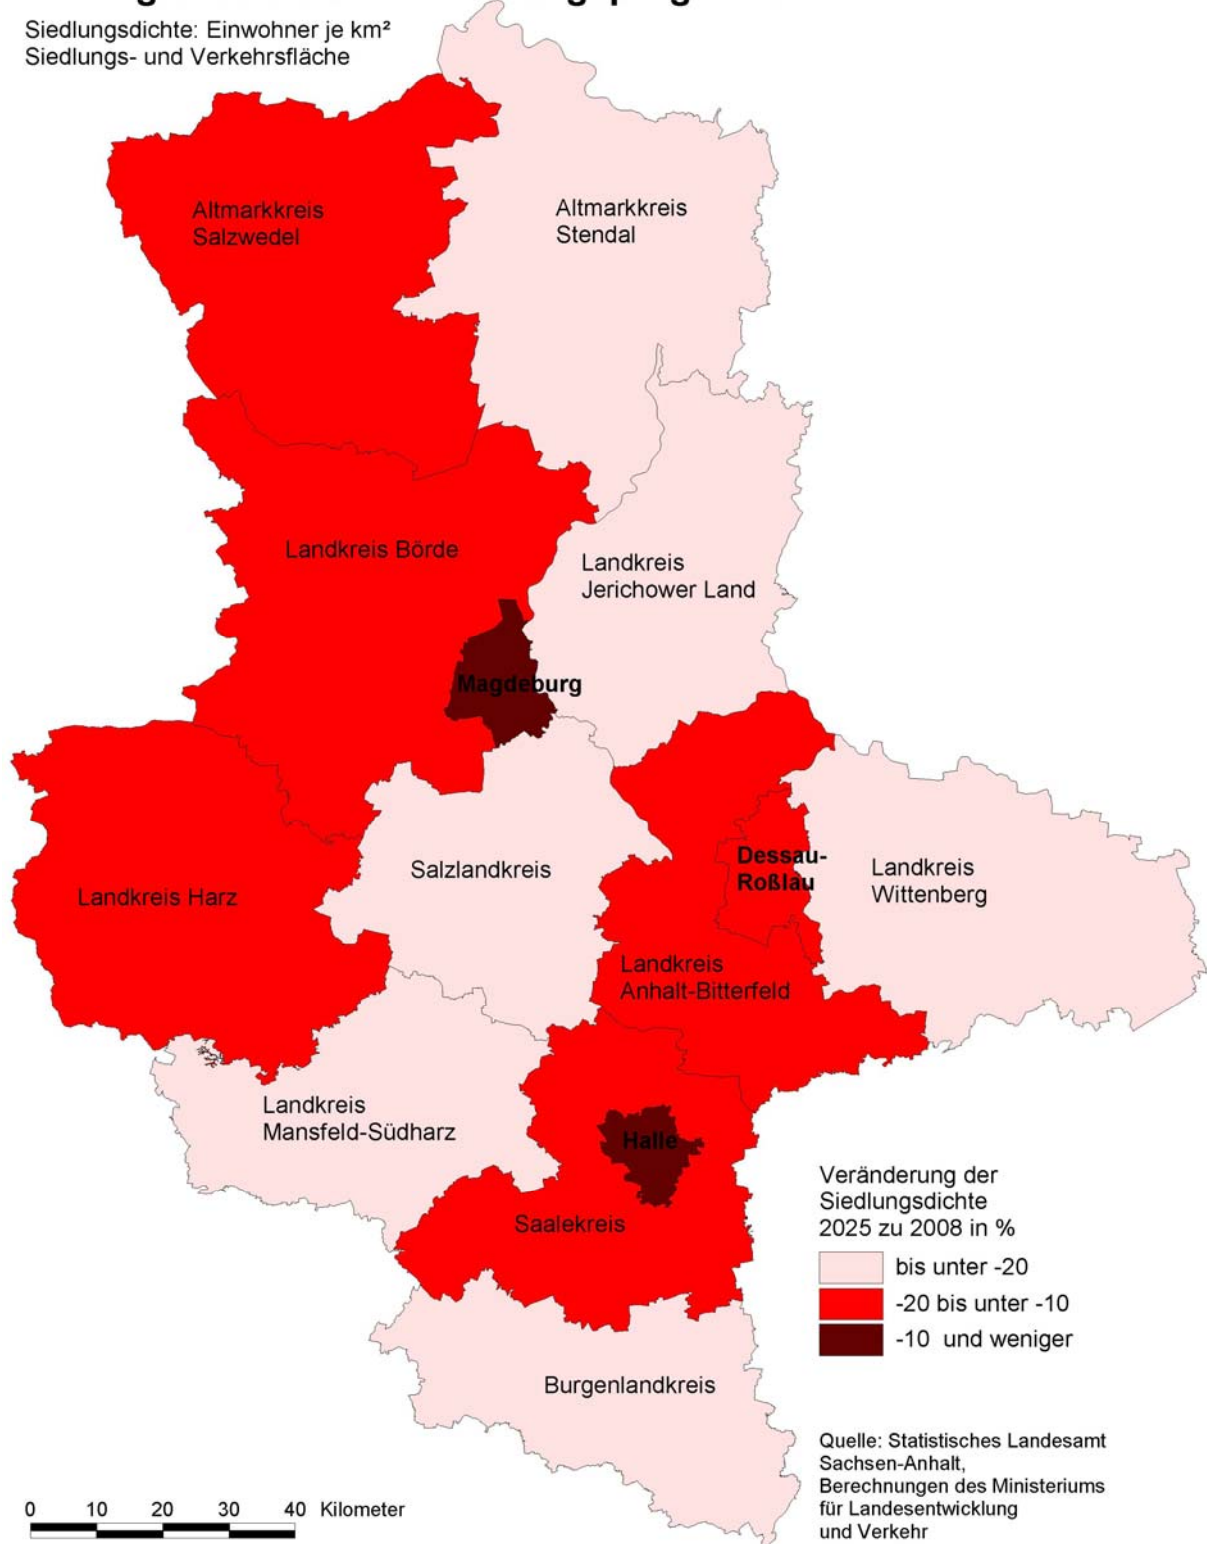 Siedlungsdichte: Einwohner je km²
Siedlungs- und Verkehrsfläche
Altmarkkreis
Salzwedel
Altmarkkreis
Stendal
Landkreis Börde
Landkreis
Jerichower Land
Magdeburg
Salzlandkreis
Dessau-
Roßlau
Landkreis
Wittenberg
Landkreis Harz
Landkreis
Anhalt-Bitterfeld
Landkreis
Mansfeld-Südharz
Halle
Saalekreis
Burgenlandkreis
Veränderung der
Siedlungsdichte
2025 zu 2008 in %
bis unter -20
-20 bis unter -10
-10 und weniger
Quelle: Statistisches Landesamt
Sachsen-Anhalt,
Berechnungen des Ministeriums
für Landesentwicklung
und Verkehr
0 10 20 30 40 Kilometer